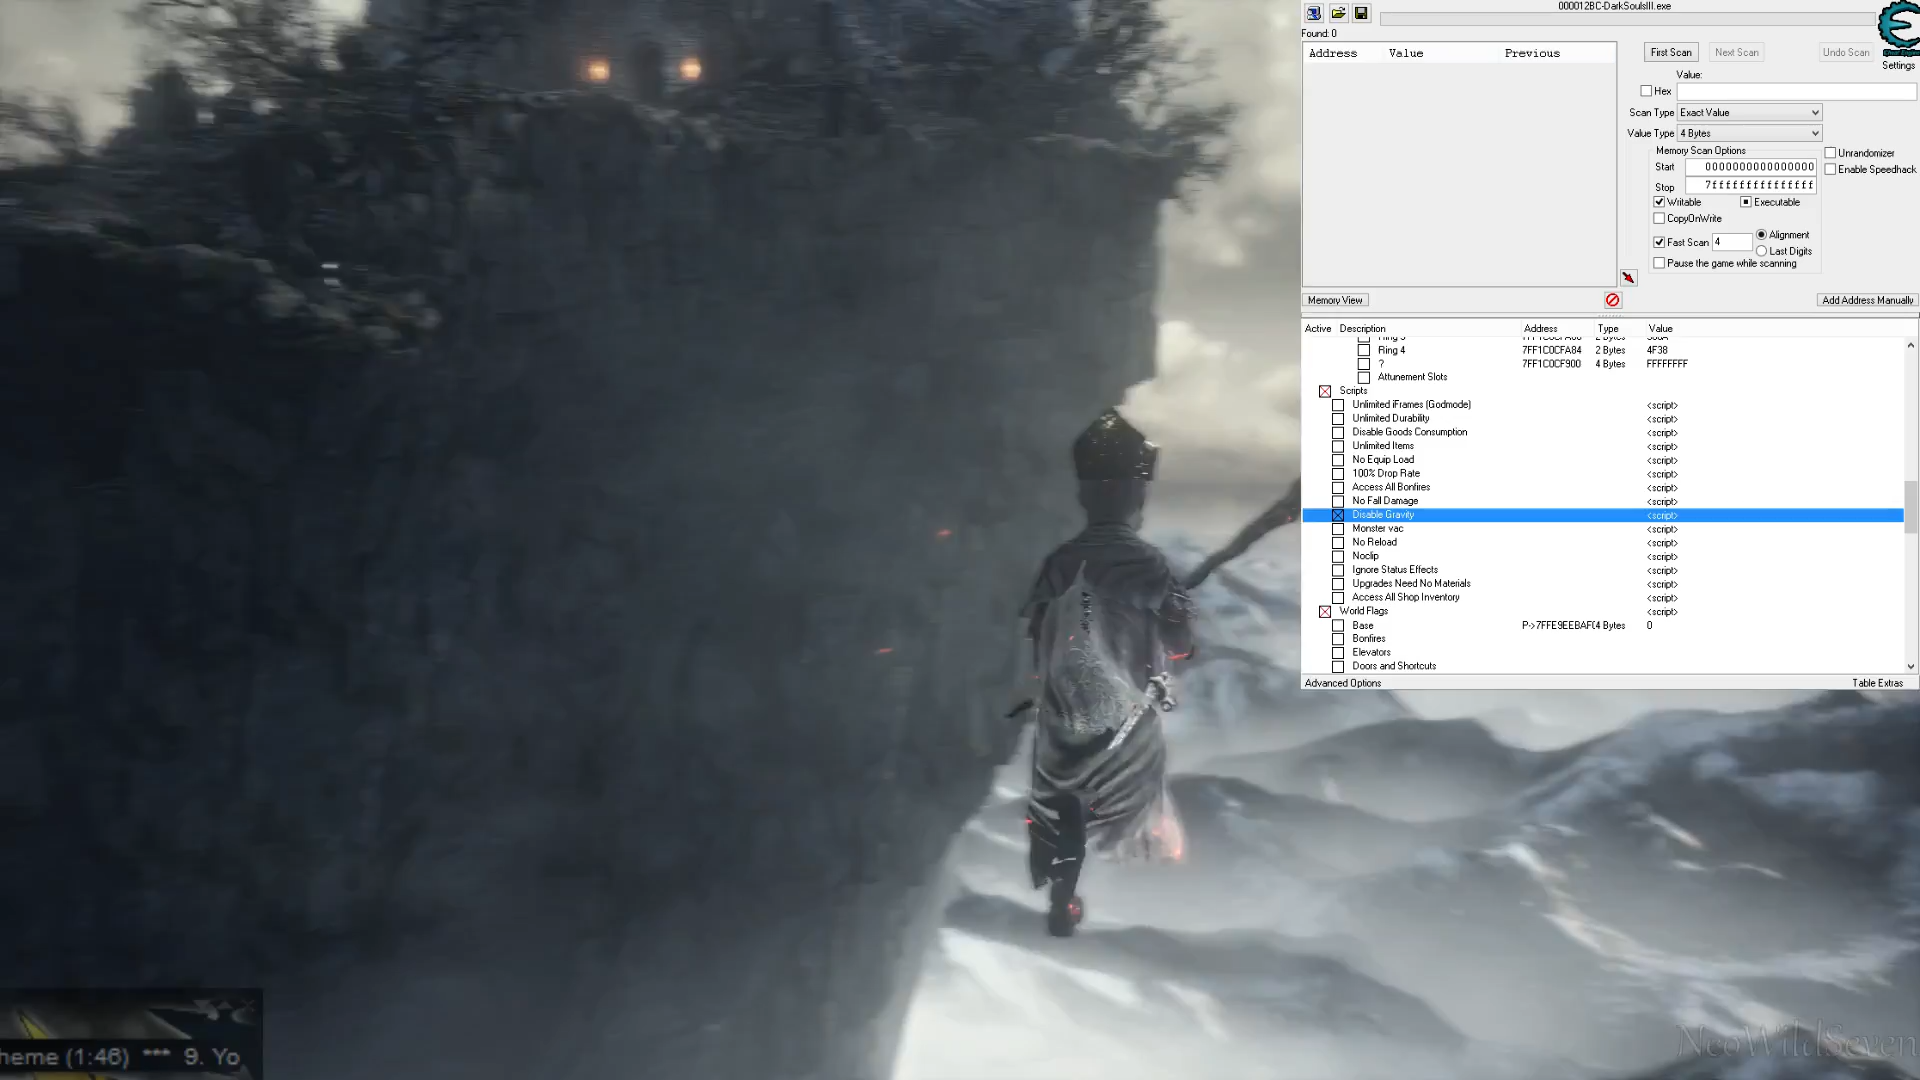 000012BC-DarkSoulsIII.exe
Found: 0
Address Value Previous
First Scan Next Scan Undo Scan
Settings
Value:
Hex
Scan Type Exact Value
Value Type 4 Bytes
Memory Scan Options
Unrandomizer
Start 0000000000000000
Enable Speedhack
Stop 7fffffffffffffff
Writable Executable
CopyOnWrite
Fast Scan 4 Alignment
Last Digits
Pause the game while scanning
Memory View Add Address Manually
Active Description Address Type Value
Ring 4 7FF1C0CFA84 2 Bytes 4F38
? 7FF1C0CF900 4 Bytes FFFFFFFF
Attunement Slots
Scripts
Unlimited iFrames (Godmode) <script>
Unlimited Durability <script>
Disable Goods Consumption <script>
Unlimited Items <script>
No Equip Load <script>
100% Drop Rate <script>
Access All Bonfires <script>
No Fall Damage <script>
Disable Gravity <script>
Monster vac <script>
No Reload <script>
Noclip <script>
Ignore Status Effects <script>
Upgrades Need No Materials <script>
Access All Shop Inventory <script>
World Flags <script>
Base P->7FFE9EEBAF(4 Bytes 0
Bonfires
Elevators
Doors and Shortcuts
Advanced Options Table Extras
heme (1:46) *** 9. Yo
NeoWildSeven